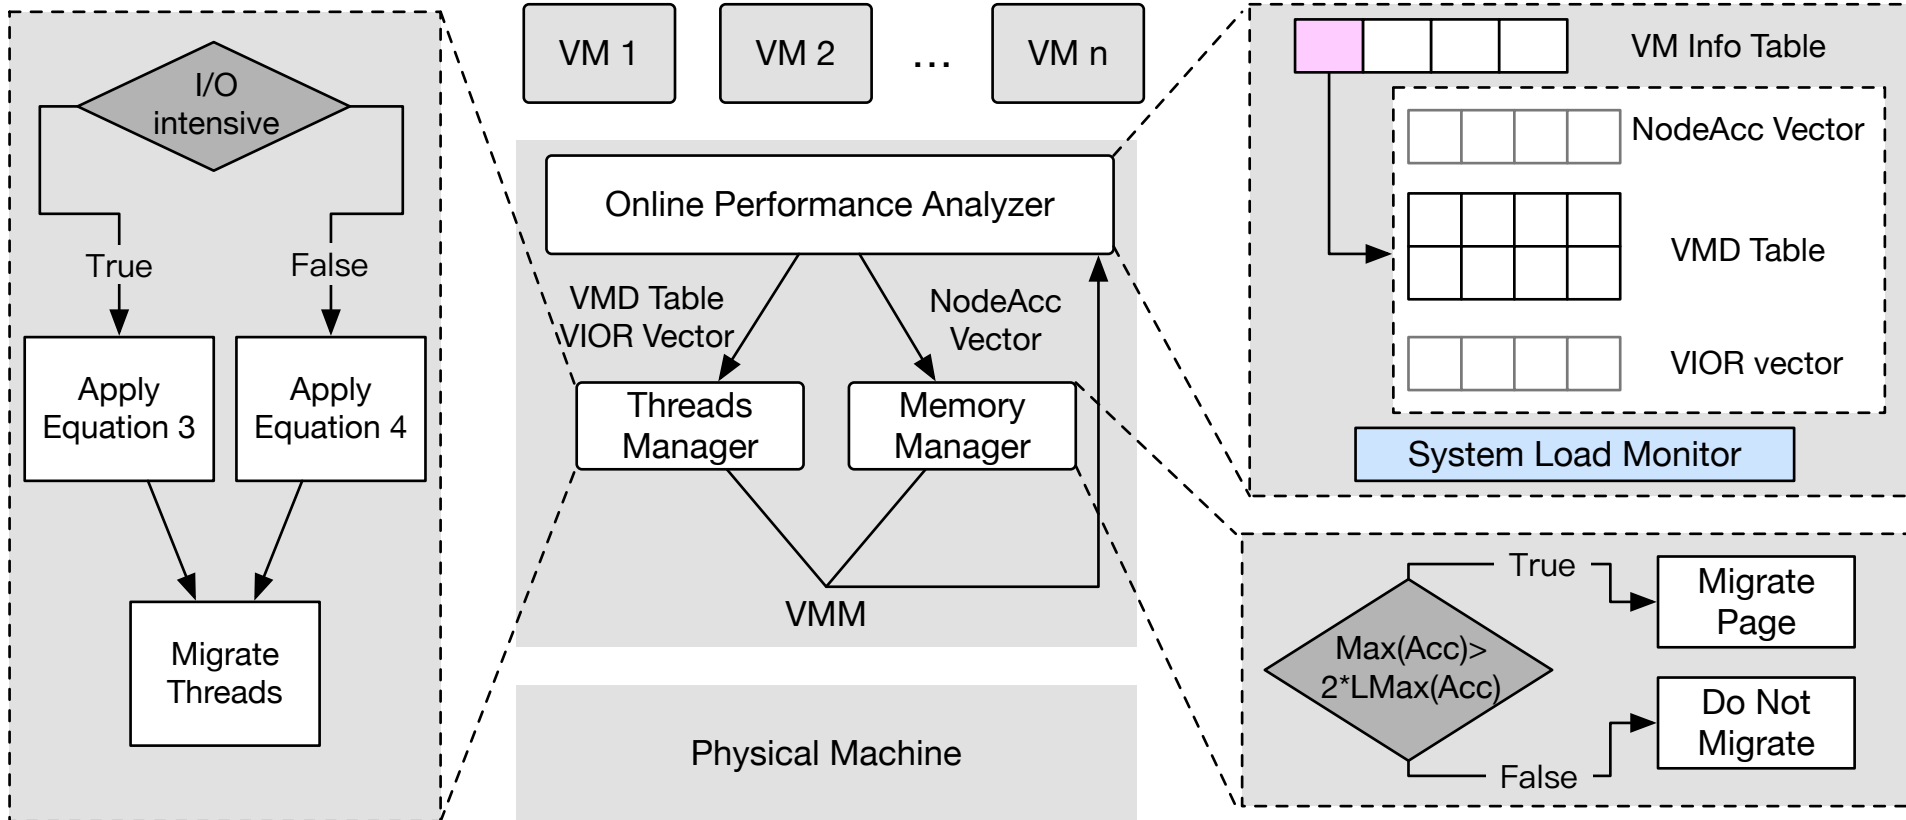 I/O
intensive
True
False
Apply
Equation 3
Apply
Equation 4
Migrate
Threads
VM 1
VM 2
...
VM n
Online Performance Analyzer
VMD Table
VIOR Vector
NodeAcc
Vector
Threads
Manager
Memory
Manager
VMM
Physical Machine
VM Info Table
NodeAcc Vector
VMD Table
VIOR vector
System Load Monitor
Max(Acc)>
2*LMax(Acc)
True
Migrate
Page
False
Do Not
Migrate